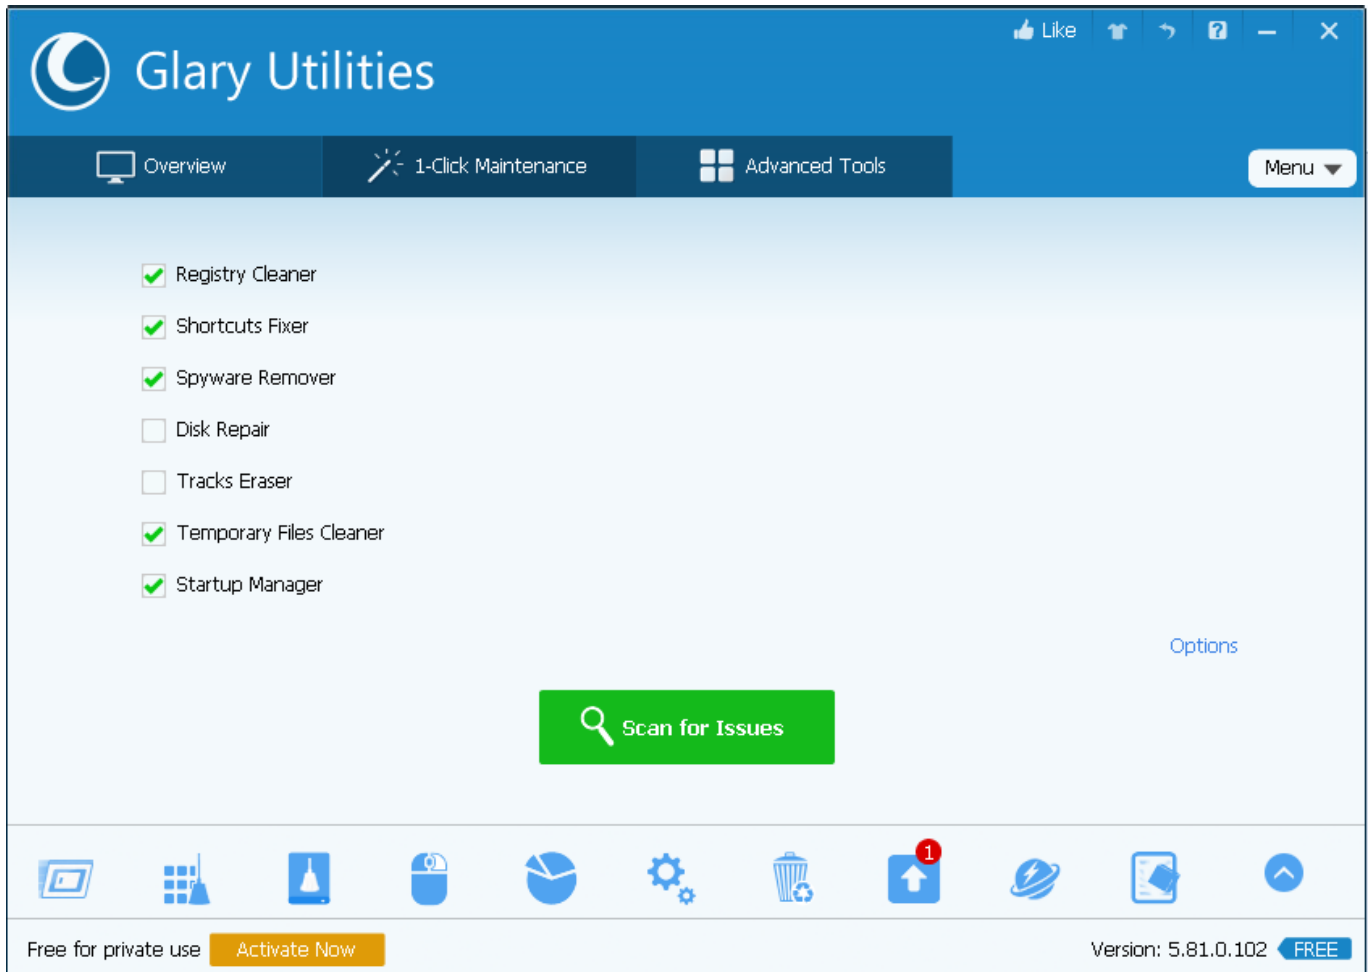 Like
Glary Utilities
Overview
1-Click Maintenance
Advanced Tools
Menu
Registry Cleaner
Shortcuts Fixer
Spyware Remover
Disk Repair
Tracks Eraser
Temporary Files Cleaner
Startup Manager
Options
Scan for Issues
1
Free for private use
Activate Now
Version: 5.81.0.102
FREE